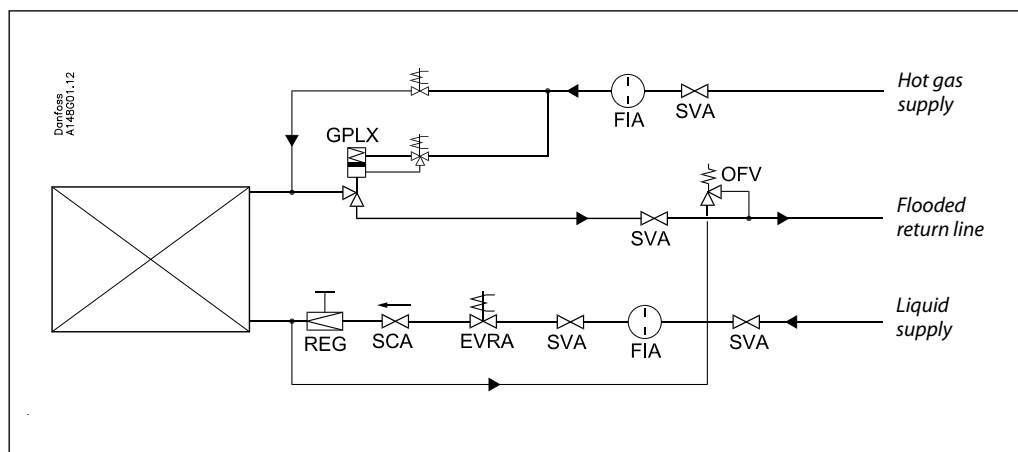 Danfoss
A148G01.12
Hot gas
supply
FIA
SVA
GPLX
OFV
Flooded
return line
SVA
Liquid
supply
REG
SCA
EVRA
SVA
FIA
SVA